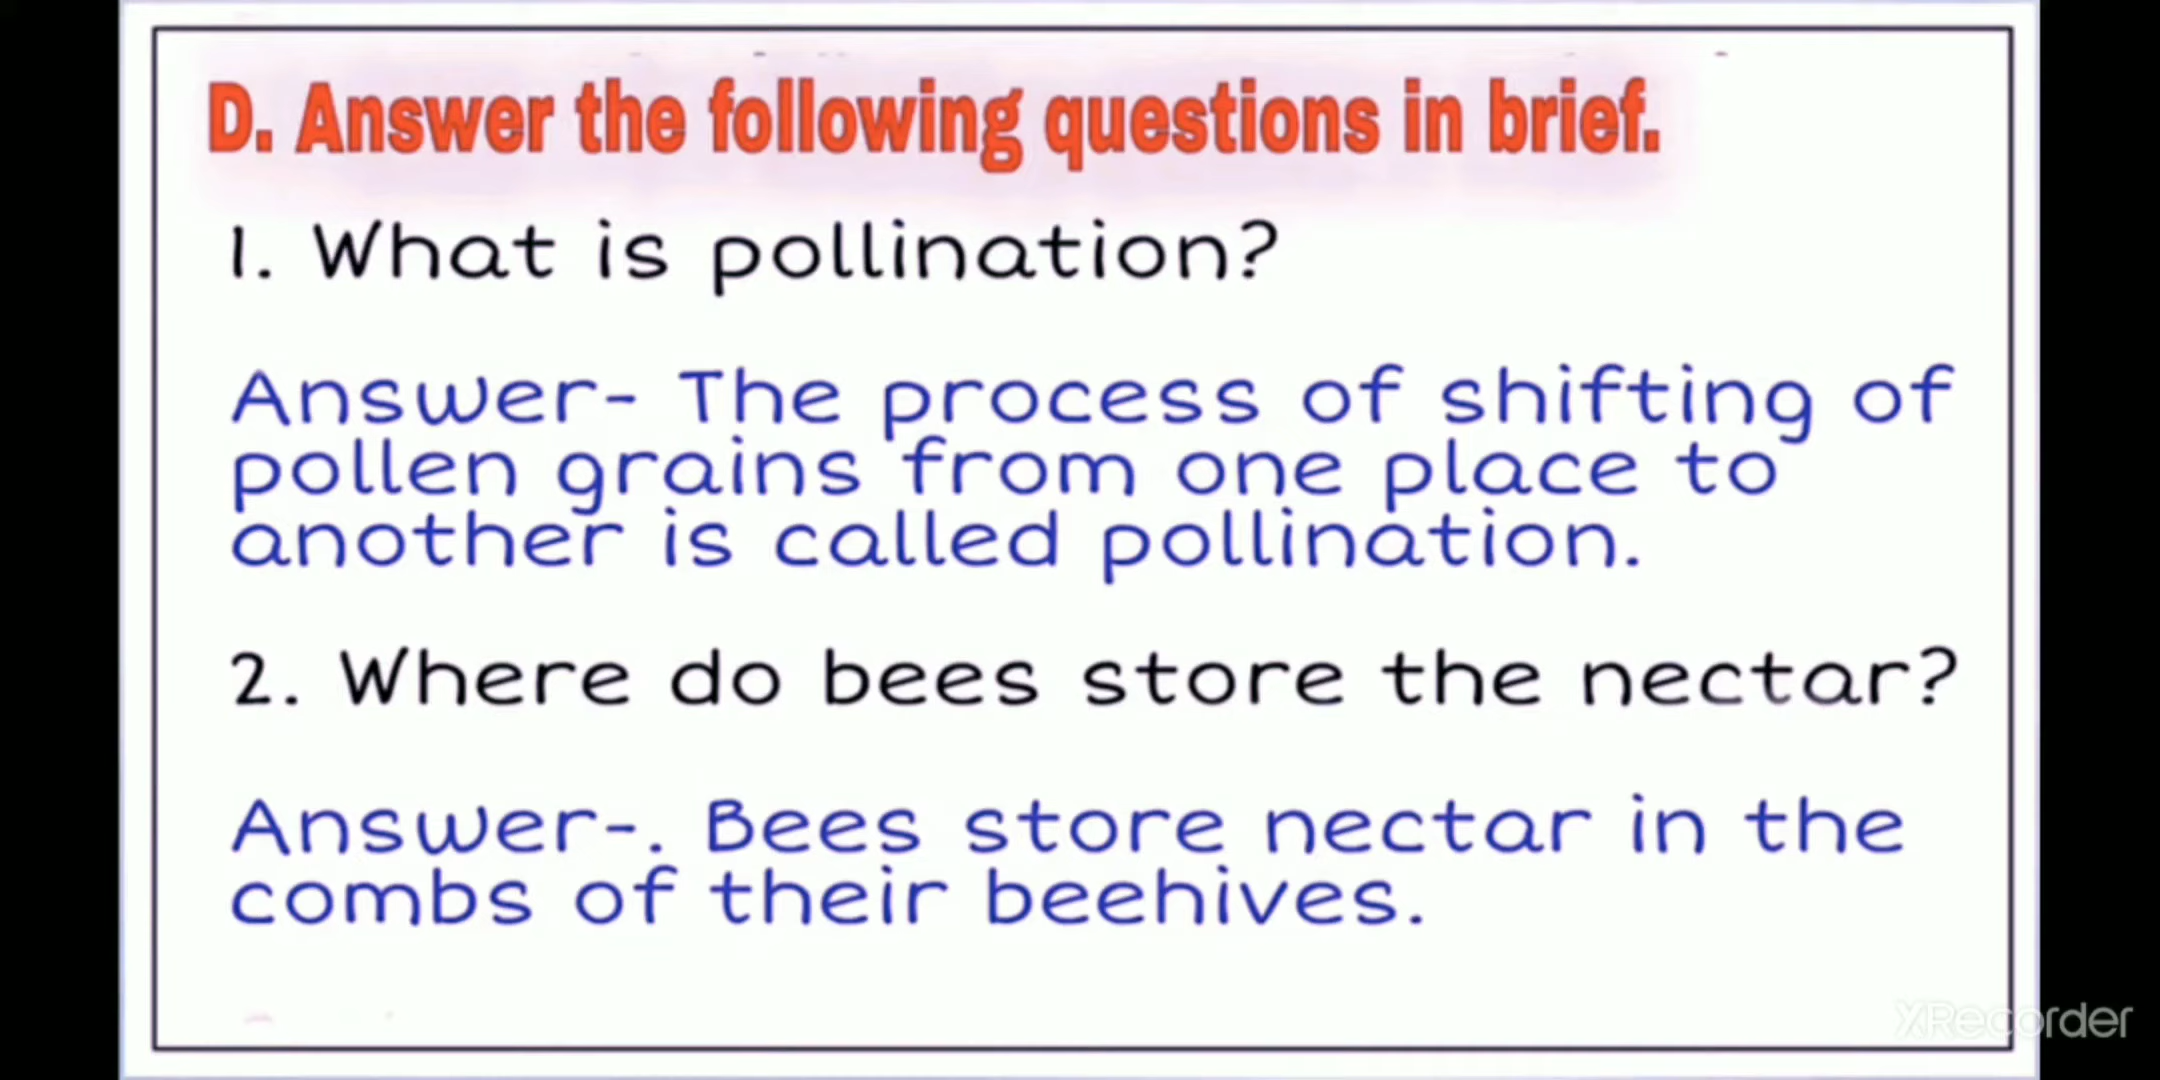 D. Answer the following questions in brief.
1. What is pollination?
Answer- The process of shifting of
pollen grains from one place to
another is called pollination.
2. Where do bees store the nectar?
Answer-. Bees store nectar in the
combs of their beehives.
XRecorder